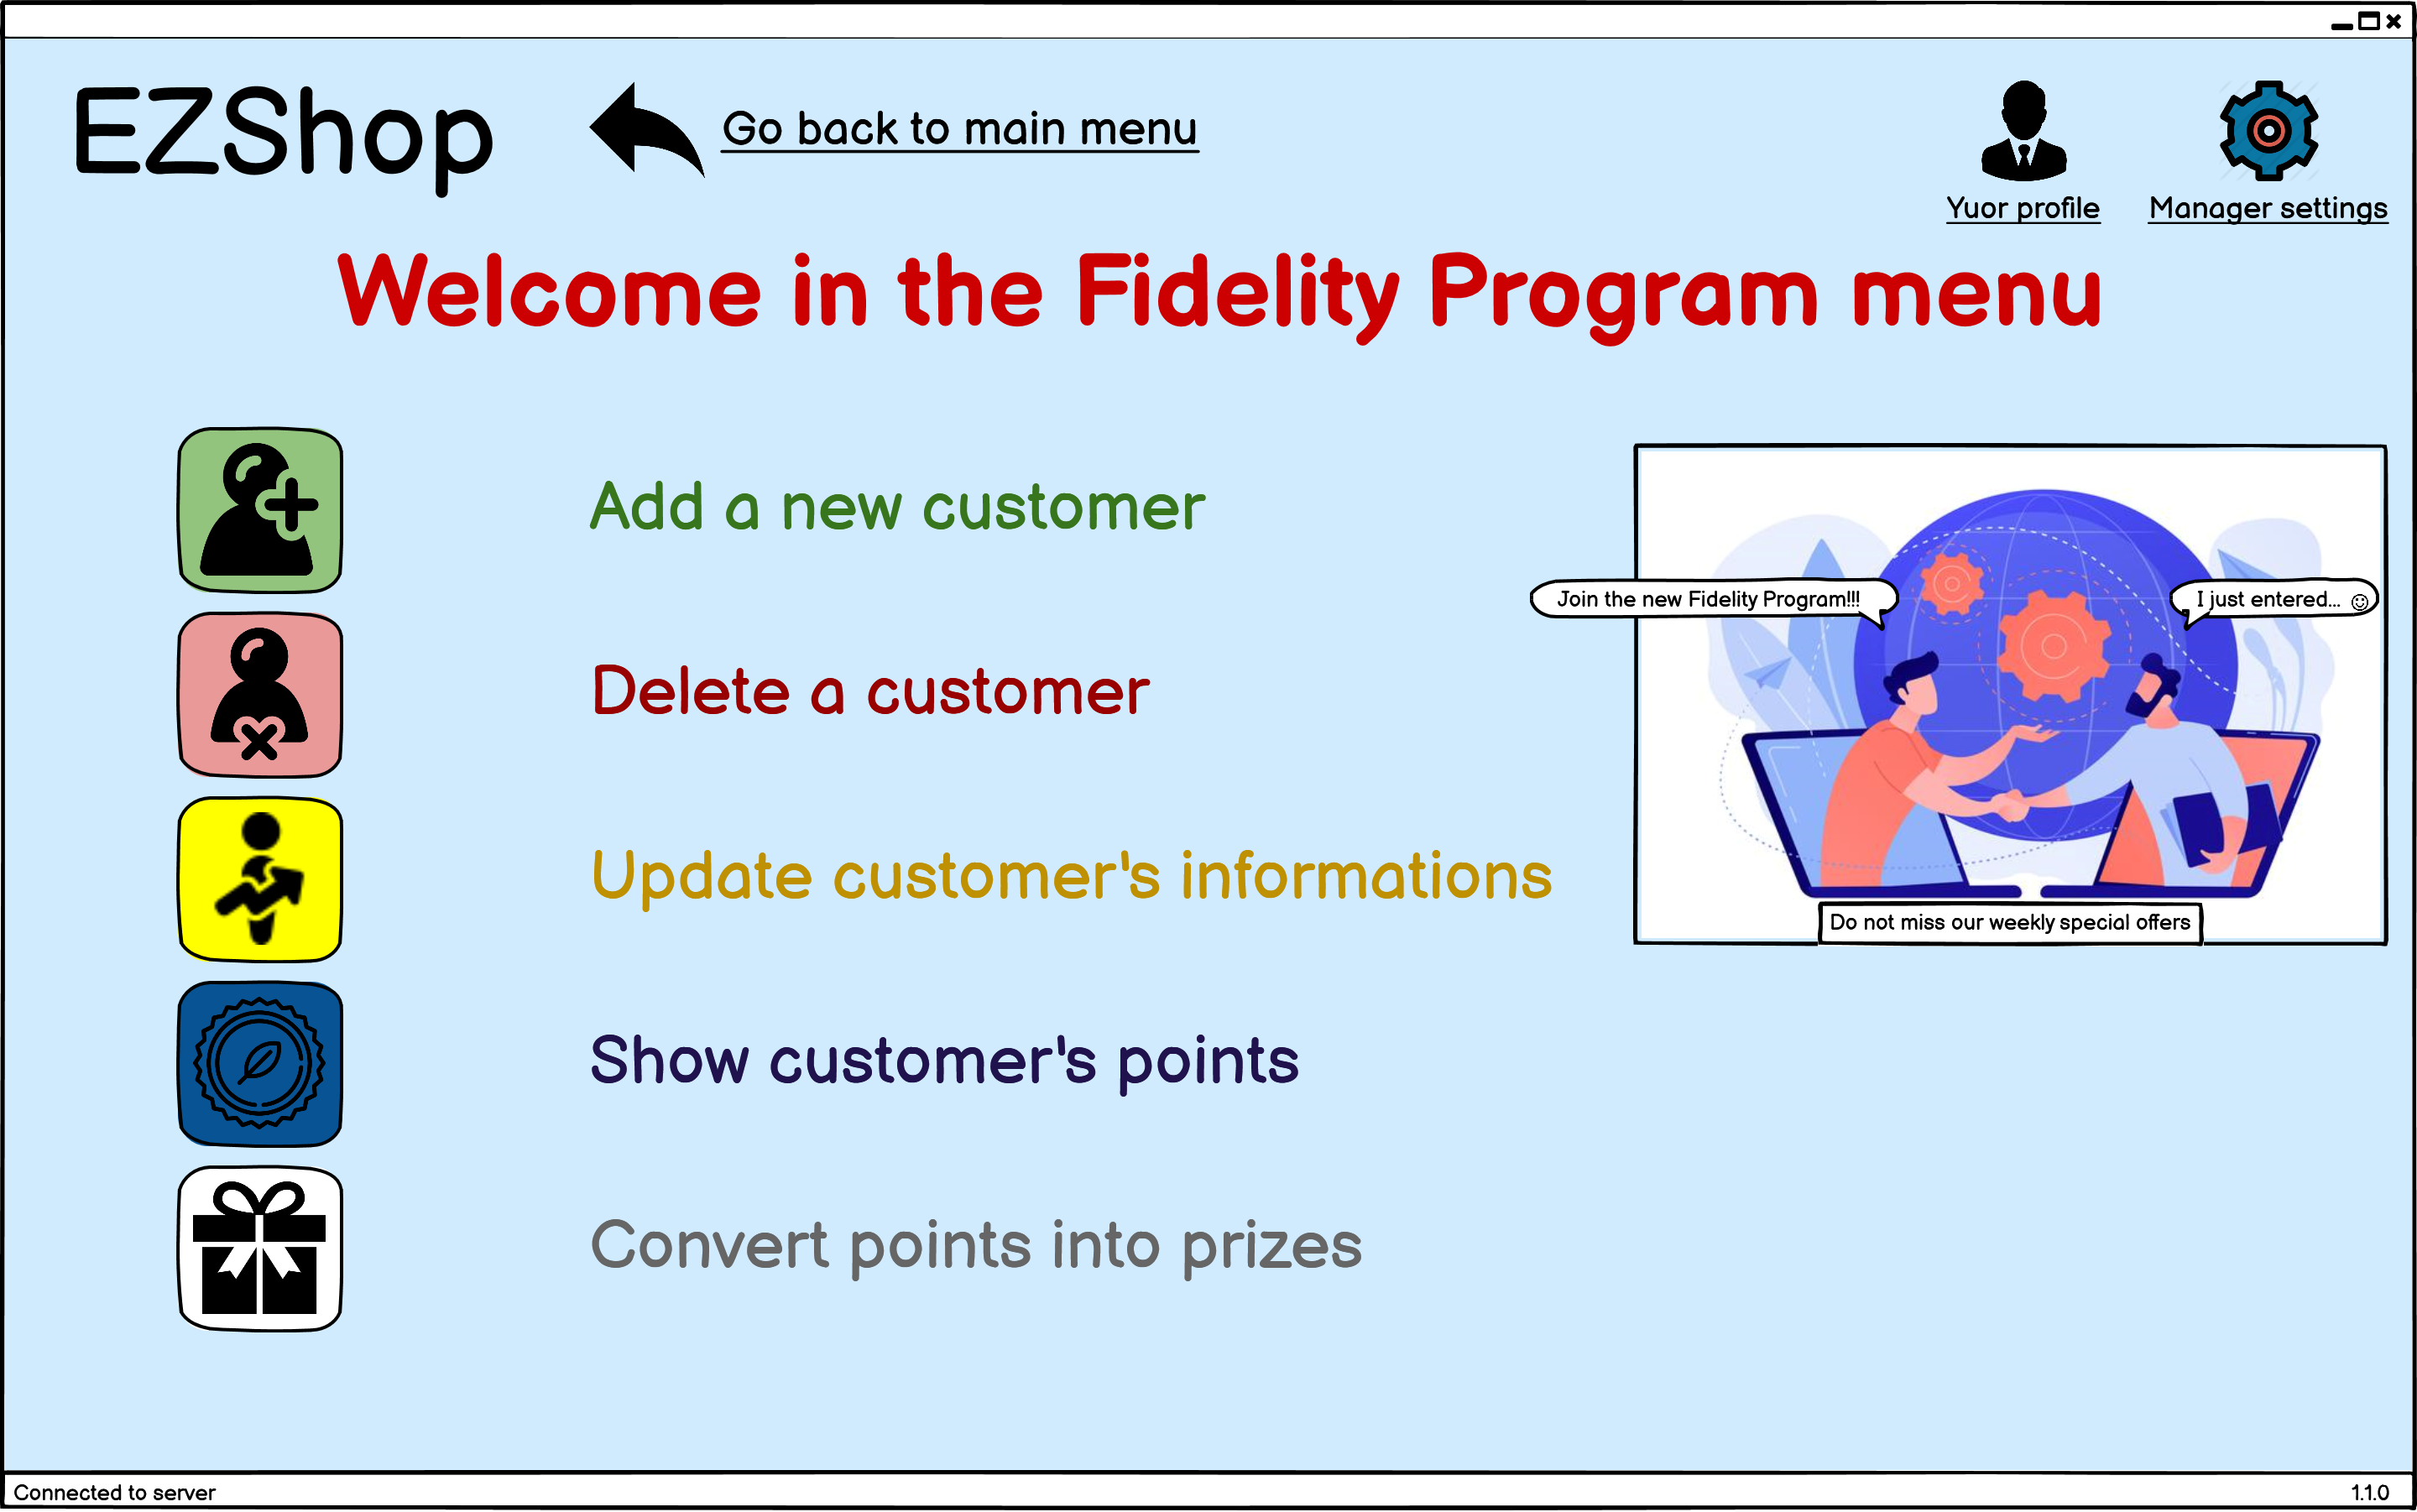 EZShop
Go back to main menu
Yuor profile
Manager settings
Welcome in the Fidelity Program menu
Add a new customer
Join the new Fidelity Program!!!
I just entered... ☺
Delete a customer
Update customer's informations
Do not miss our weekly special offers
Show customer's points
Convert points into prizes
Connected to server
1.1.0